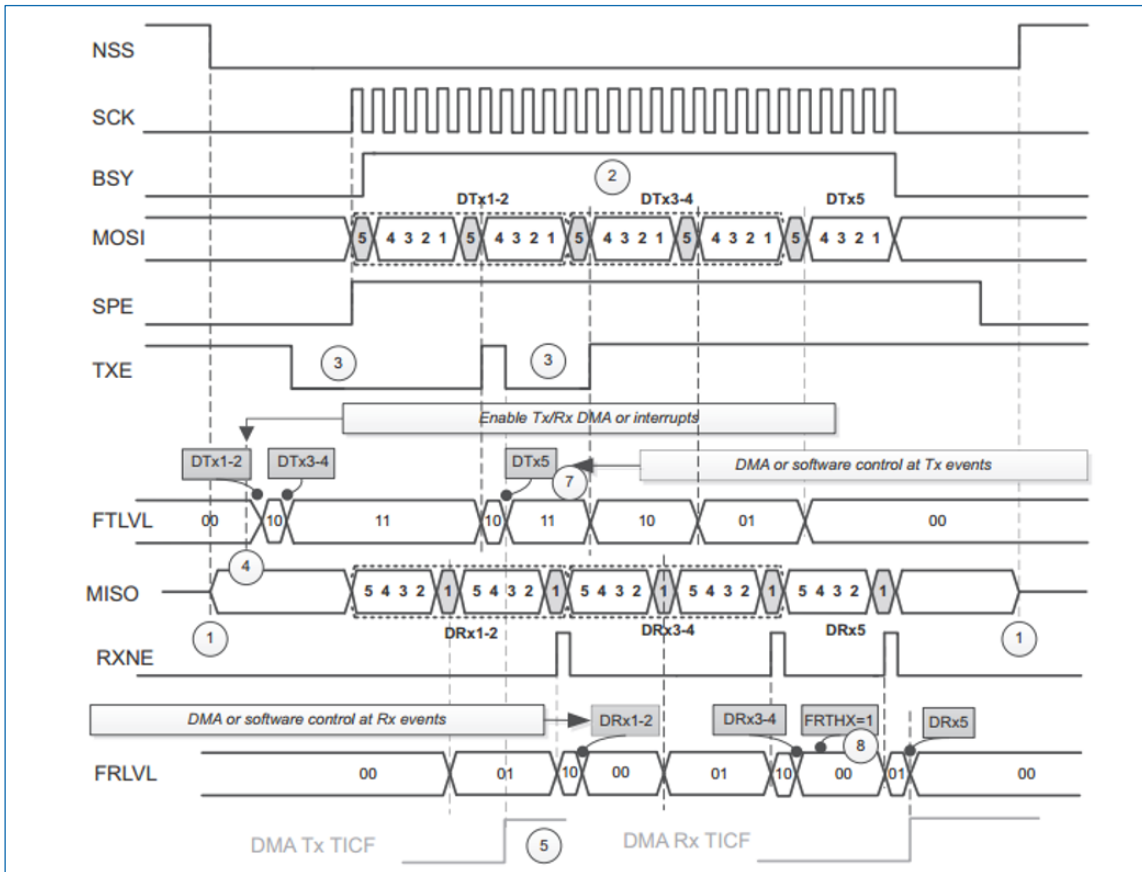 NSS
SCK
BSY
2
DTx1-2 DTx3-4 DTx5
MOSI 5 4 3 2 1 5 4 3 2 1 5 4 3 2 1 5 4 3 2 1 5 4 3 2 1
SPE
TXE 3 3
Enable Tx/Rx DMA or interrupts
DTx1-2 DTx3-4 DTx5 DMA or software control at Tx events
7
FTLVL 00 10 11 10 11 10 01 00
4
MISO 5 4 3 2 1 5 4 3 2 1 5 4 3 2 1 5 4 3 2 1 5 4 3 2 1
DRx1-2 DRx3-4 DRx5
1 1
RXNE
DMA or software control at Rx events DRx1-2 DRx3-4 FRTHX=1 DRx5
8
FRLVL 00 01 10 00 01 10 00 01 00
DMA Tx TICF 5 DMA Rx TICF